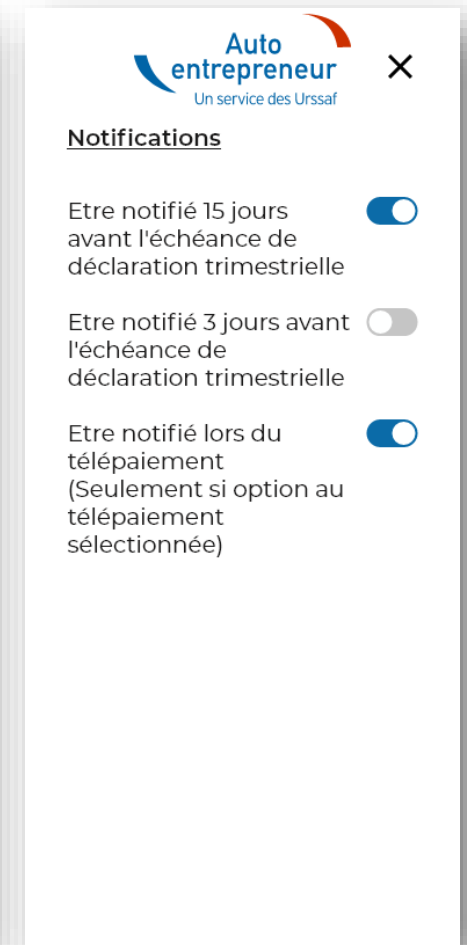 Auto
entrepreneur
Un service des Urssaf
Notifications
Etre notifié 15 jours
avant l'échéance de
déclaration trimestrielle
Etre notifié 3 jours avant
l'échéance de
déclaration trimestrielle
Etre notifié lors du
télépaiement
(Seulement si option au
télépaiement
sélectionnée)